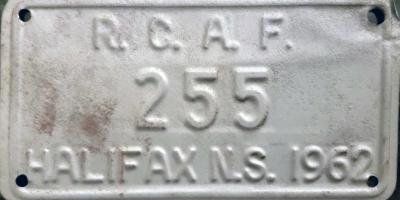 R. C. A. F.
255
HALIFAX N.S. 1962